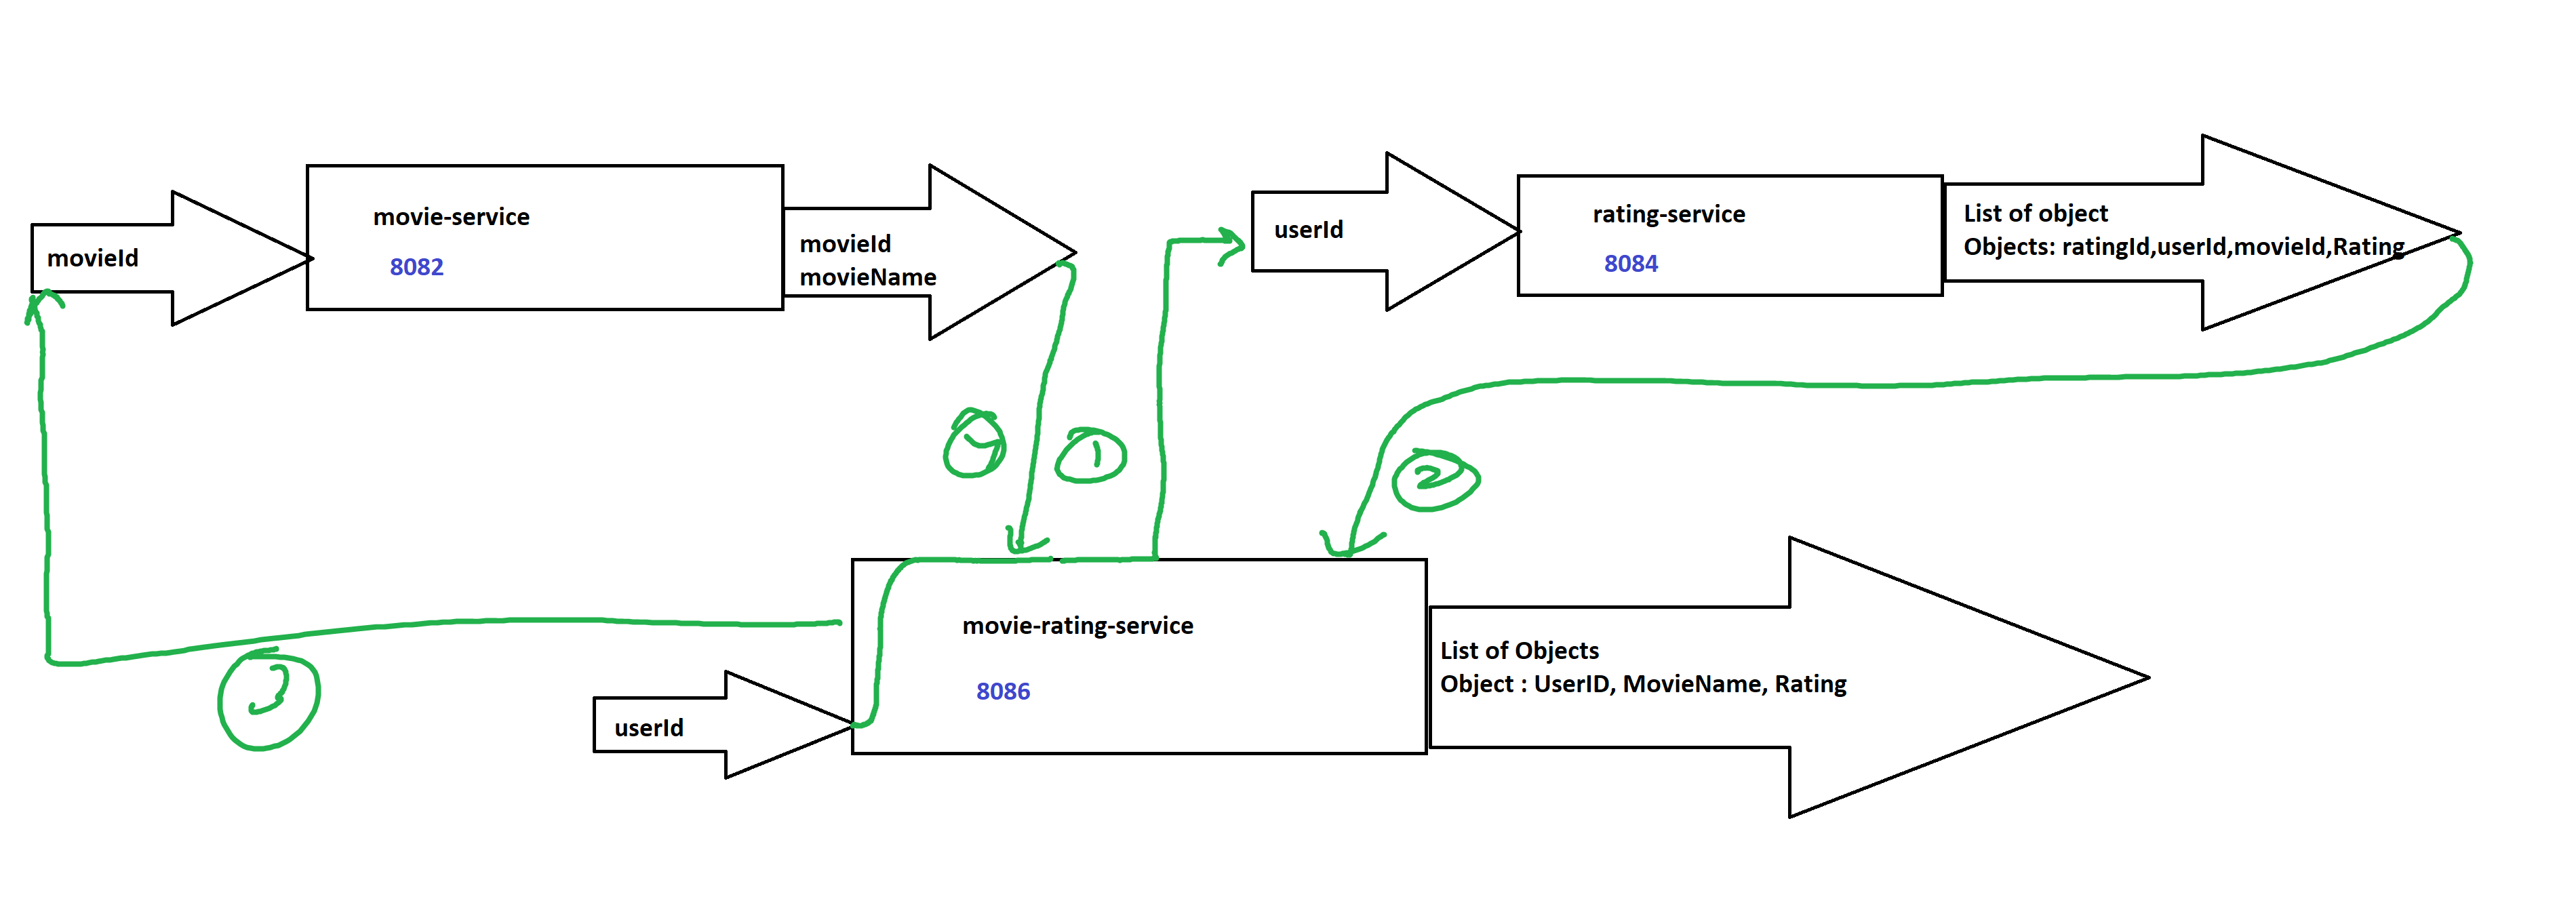 movieId
movie-service
8082
movieId
movieName
userId
rating-service
8084
List of object
Objects: ratingId,userId,movieId,Rating
4
1
2
3
movie-rating-service
8086
userId
List of Objects
Object : UserID, MovieName, Rating